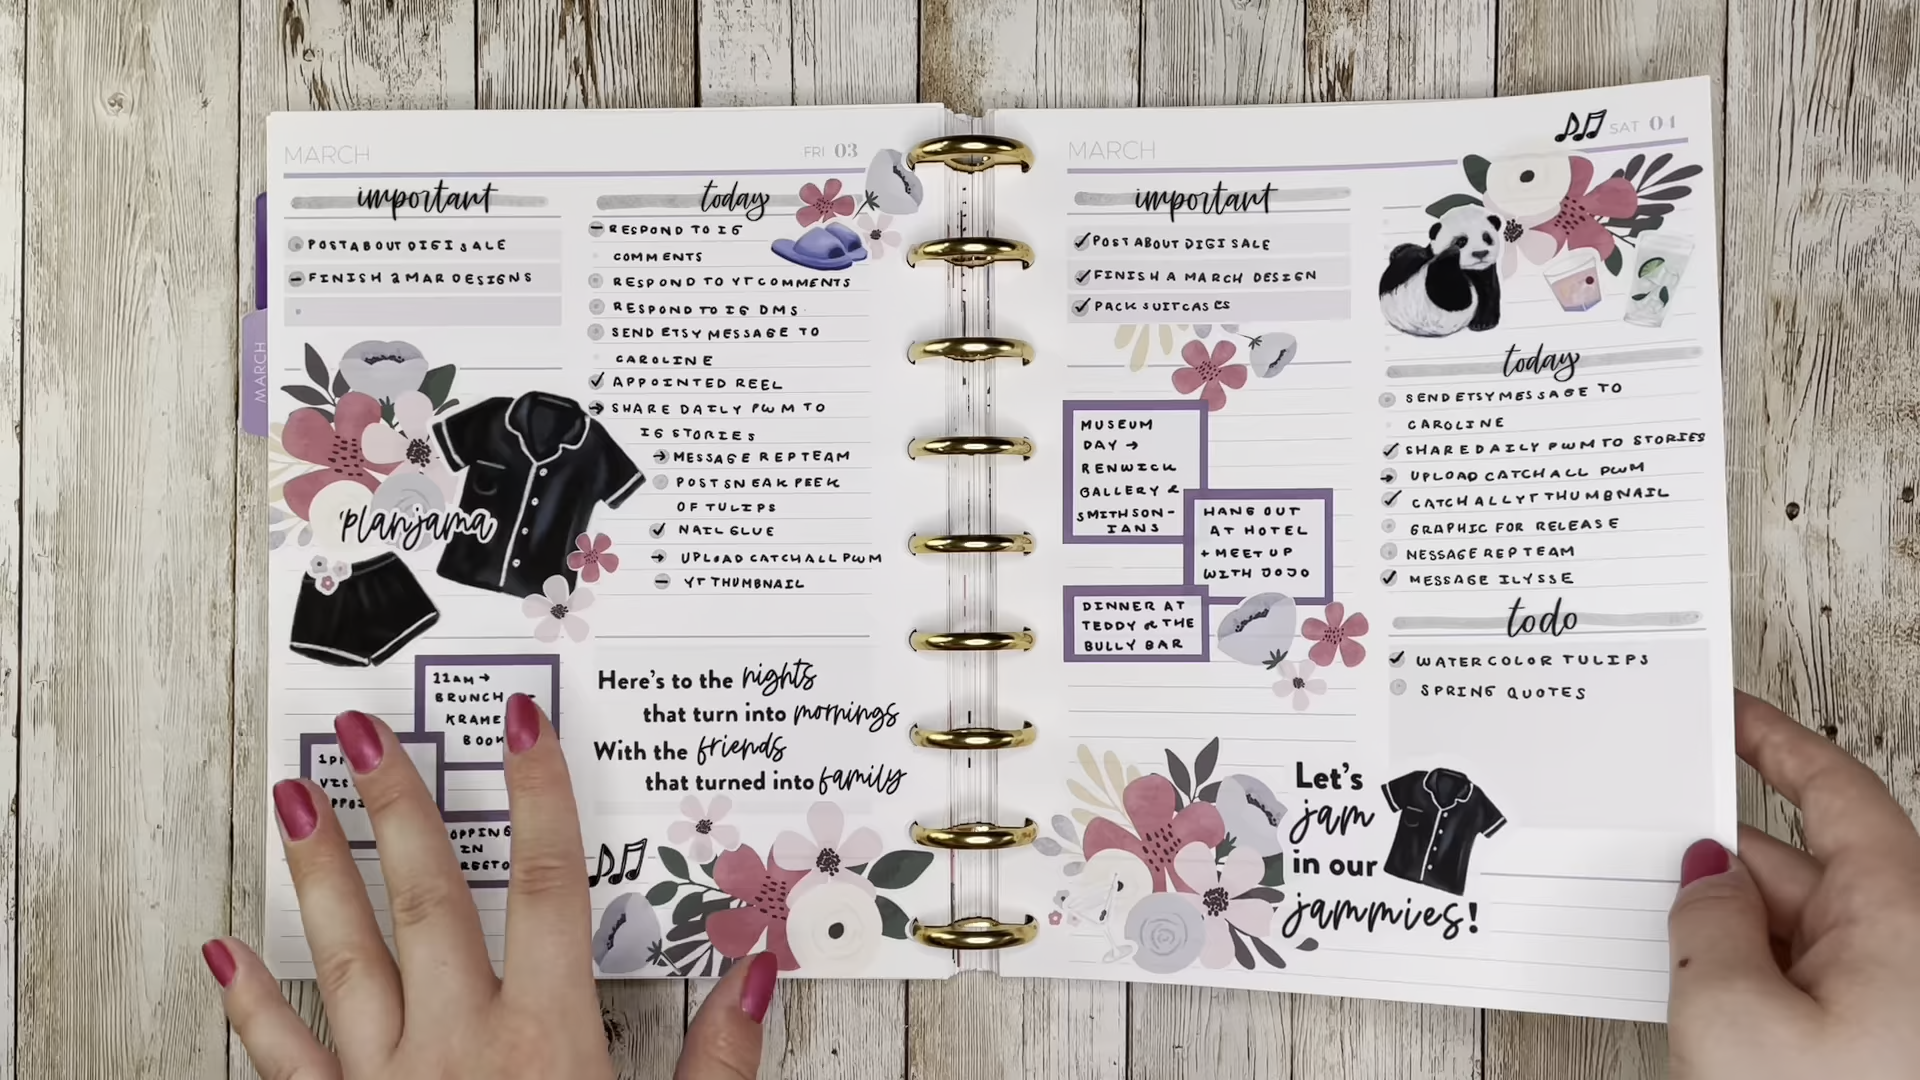 MARCH
FRI 03
important
POST ABOUT DIGI SALE
FINISH 2 MAR DESIGNS
today
RESPOND TO IG
COMMENTS
RESPOND TO YT COMMENTS
RESPOND TO IG DMS
SEND ETSY MESSAGE TO
CAROLINE
APPOINTED REEL
SHARE DAILY PWM TO
IG STORIES
MESSAGE REP TEAM
POST SNEAK PEEK
OF TULIPS
NAIL GLUE
UPLOAD CATCHALL PWM
YT THUMBNAIL
MARCH
'planjama
11AM →
BRUNCH
BOOK
IN
Here's to the nights
that turn into mornings
With the friends
that turned into family
MARCH
SAT 04
important
POST ABOUT DIGI SALE
FINISH A MARCH DESIGN
PACK SUITCASES
MUSEUM
DAY →
RENWICK
GALLERY &
SMITHSON-
IANS
HANG OUT
AT HOTEL
+ MEET UP
WITH JOJO
DINNER AT
TEDDY & THE
BULLY BAR
today
SEND ETSY MESSAGE TO
CAROLINE
SHARE DAILY PWM TO STORIES
UPLOAD CATCHALL PWM
CATCHALL YT THUMBNAIL
GRAPHIC FOR RELEASE
MESSAGE REP TEAM
MESSAGE ILYSSE
todo
WATERCOLOR TULIPS
SPRING QUOTES
Let's
jam
in our
jammies!